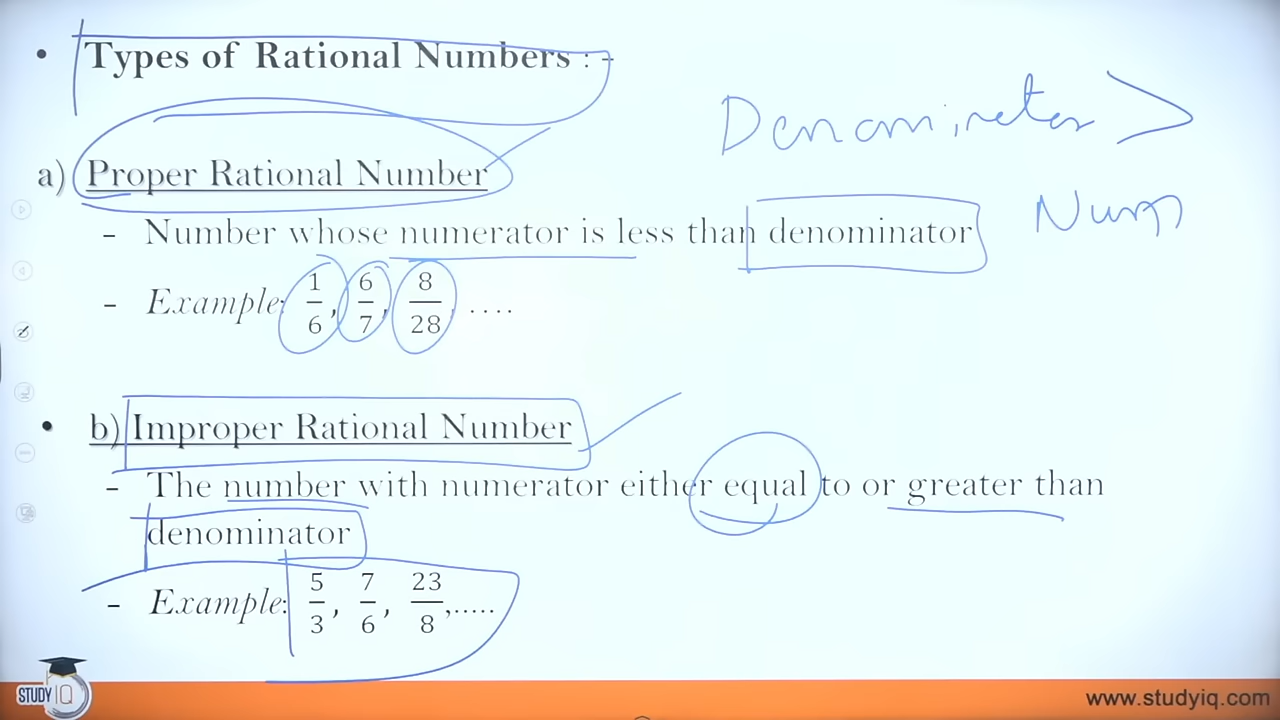 • Types of Rational Numbers : -
Denominator >
Num
a) Proper Rational Number
- Number whose numerator is less than denominator
- Example: 1/6, 6/7, 8/28, ....
• b) Improper Rational Number
- The number with numerator either equal to or greater than
denominator
- Example: 5/3, 7/6, 23/8,.....
STUDY IQ
www.studyiq.com